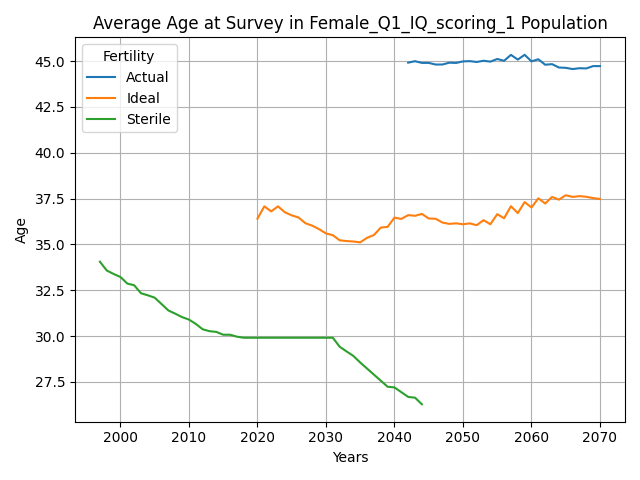 Average Age at Survey in Female_Q1_IQ_scoring_1 Population
Fertility
Actual
Ideal
Sterile
Age
45.0
42.5
40.0
37.5
35.0
32.5
30.0
27.5
2000 2010 2020 2030 2040 2050 2060 2070
Years